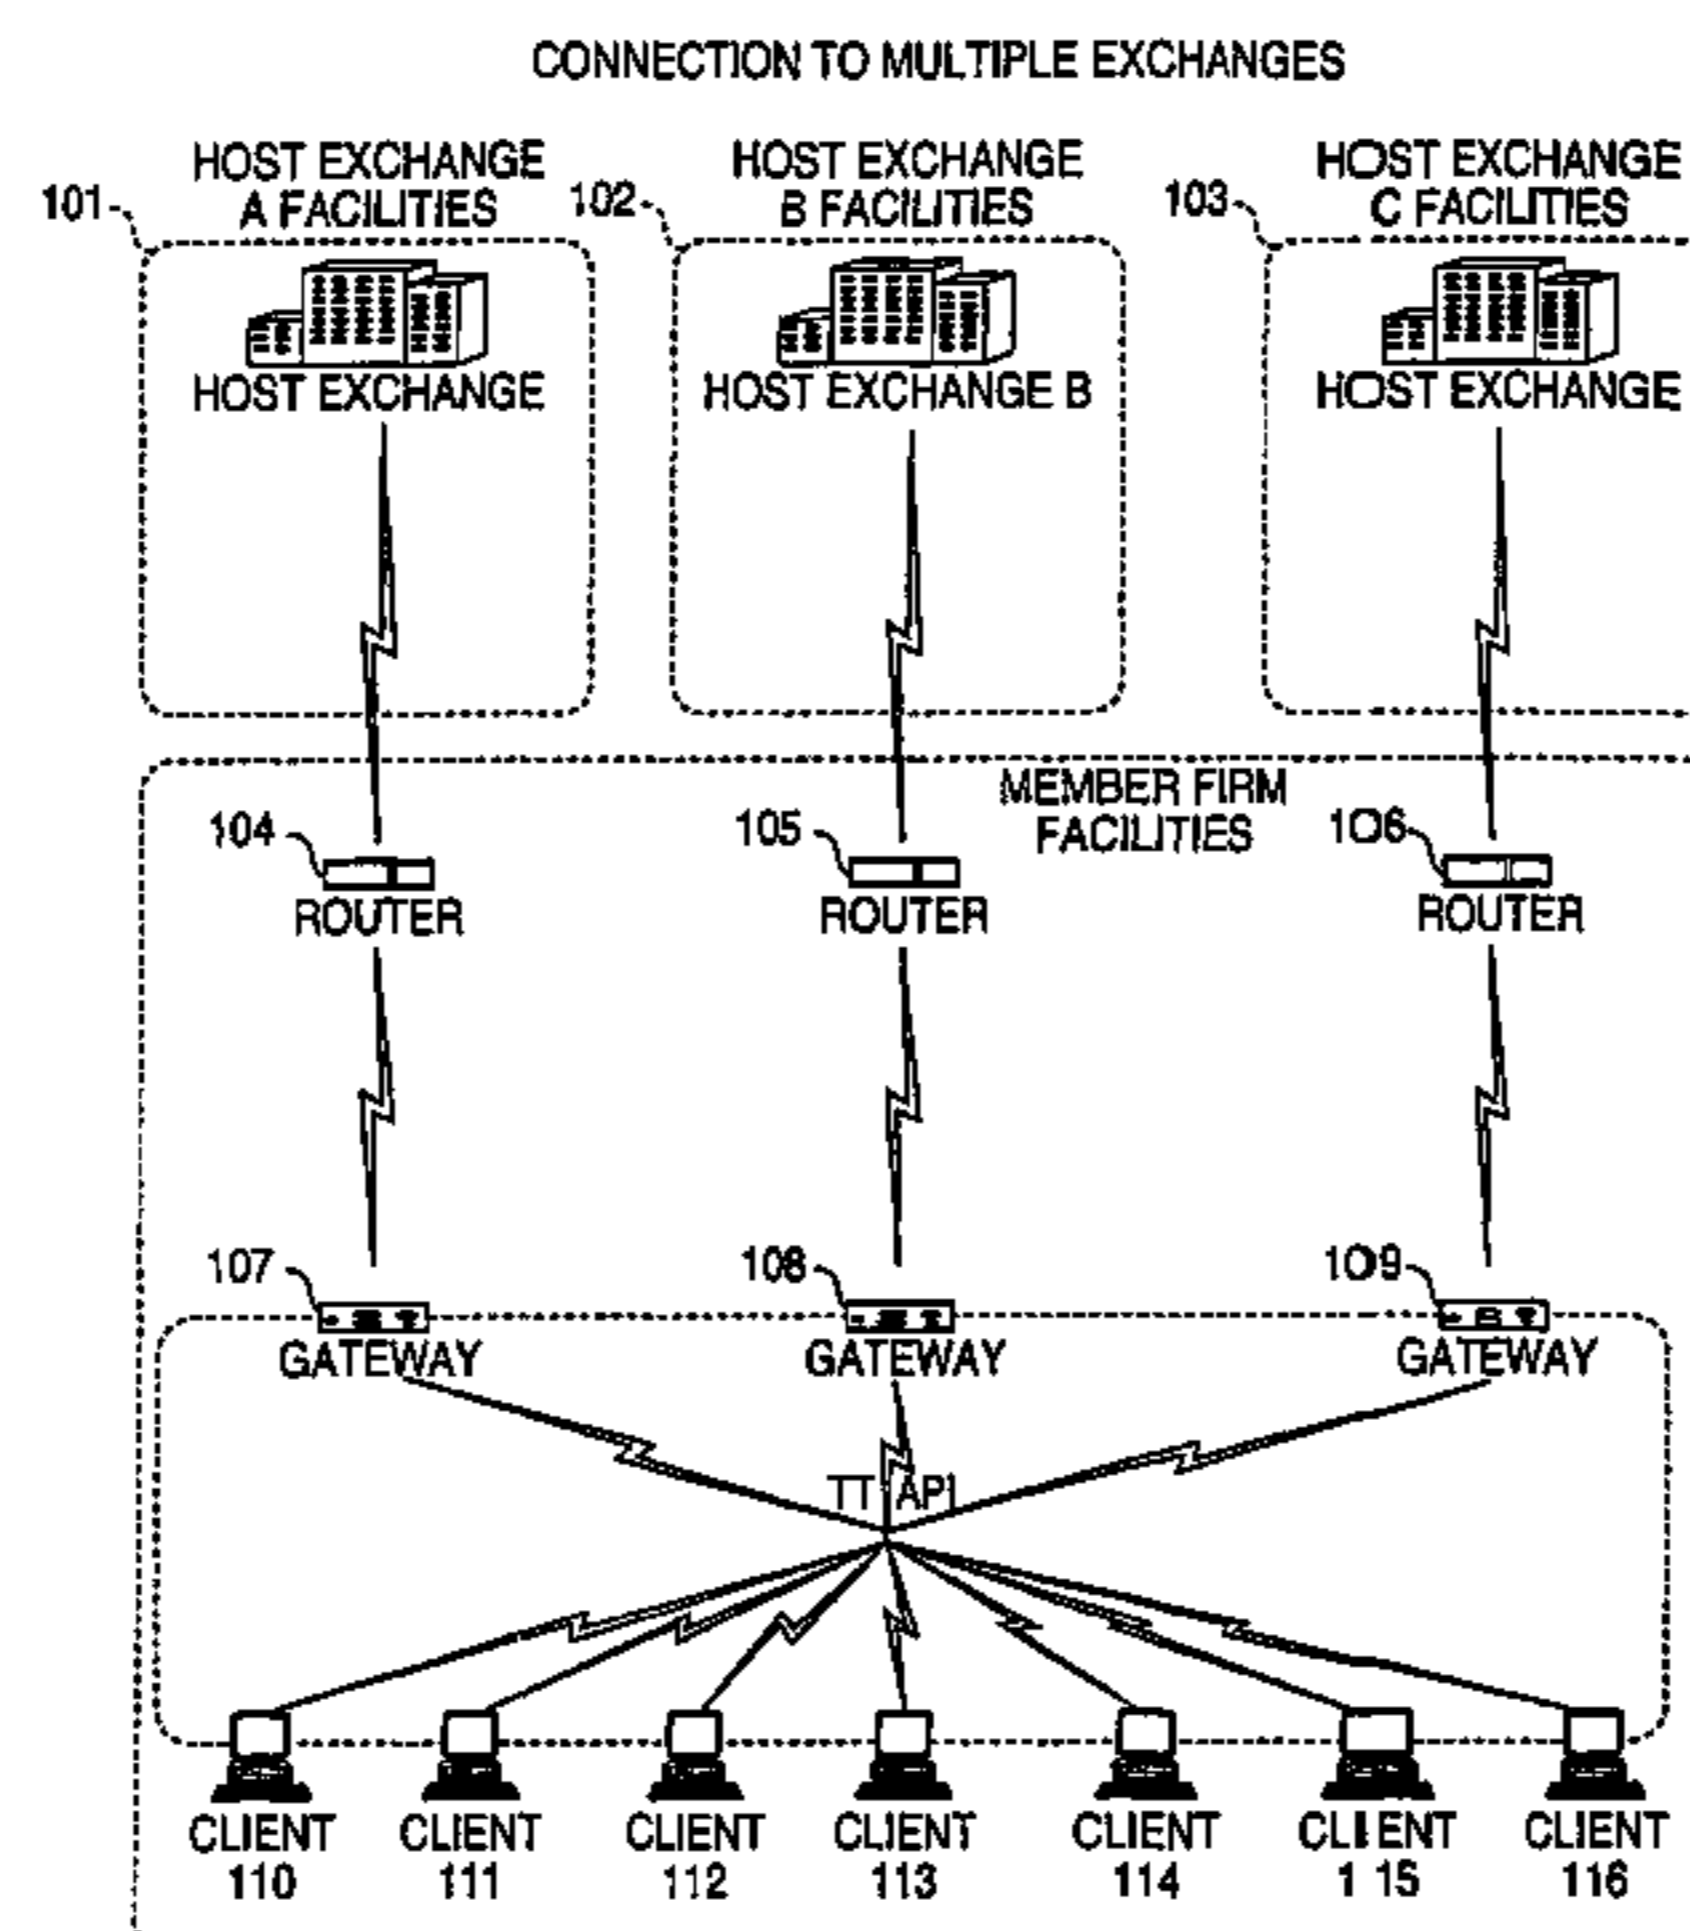 CONNECTION TO MULTIPLE EXCHANGES
HOST EXCHANGE
A FACILITIES
HOST EXCHANGE
B FACILITIES
HOST EXCHANGE
C FACILITIES
101
102
103
HOST EXCHANGE
HOST EXCHANGE B
HOST EXCHANGE
MEMBER FIRM
FACILITIES
104
105
106
ROUTER
ROUTER
ROUTER
107
108
109
GATEWAY
GATEWAY
GATEWAY
TT API
CLIENT
110
CLIENT
111
CLIENT
112
CLIENT
113
CLIENT
114
CLIENT
115
CLIENT
116